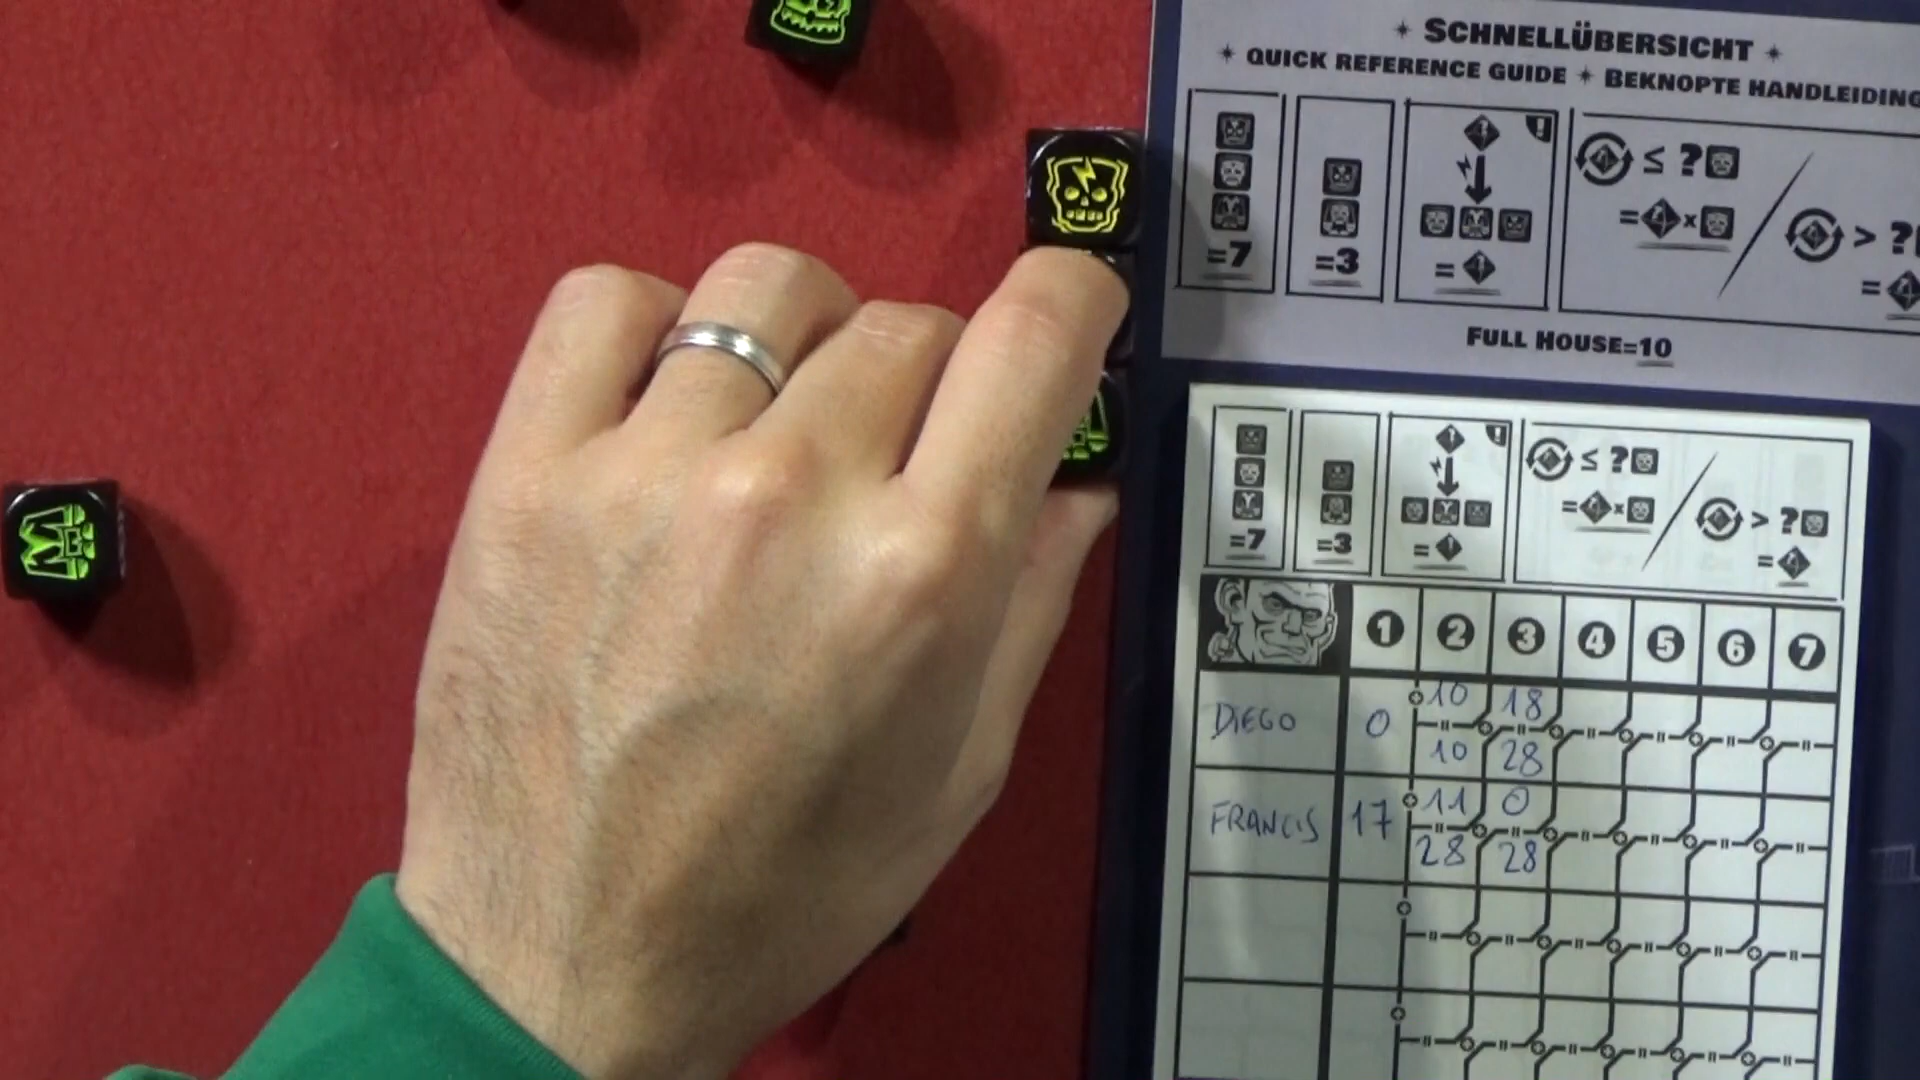 ✶ SCHNELLÜBERSICHT ✶
✶ QUICK REFERENCE GUIDE ✶ BEKNOPTE HANDLEIDING
=7
=3
=
≤ ?
= x
> ?
=
FULL HOUSE=10
=7
=3
=
≤ ?
= x
> ?
=
1 2 3 4 5 6 7
DIEGO 0 10 18
10 28
FRANCIS 17 11 0
28 28